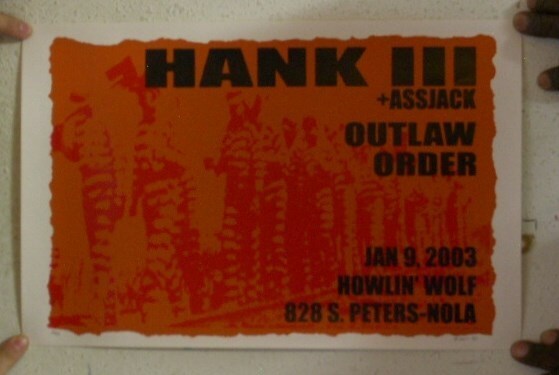 HANK III
+ASSJACK
OUTLAW
ORDER
JAN 9, 2003
HOWLIN' WOLF
828 S. PETERS-NOLA